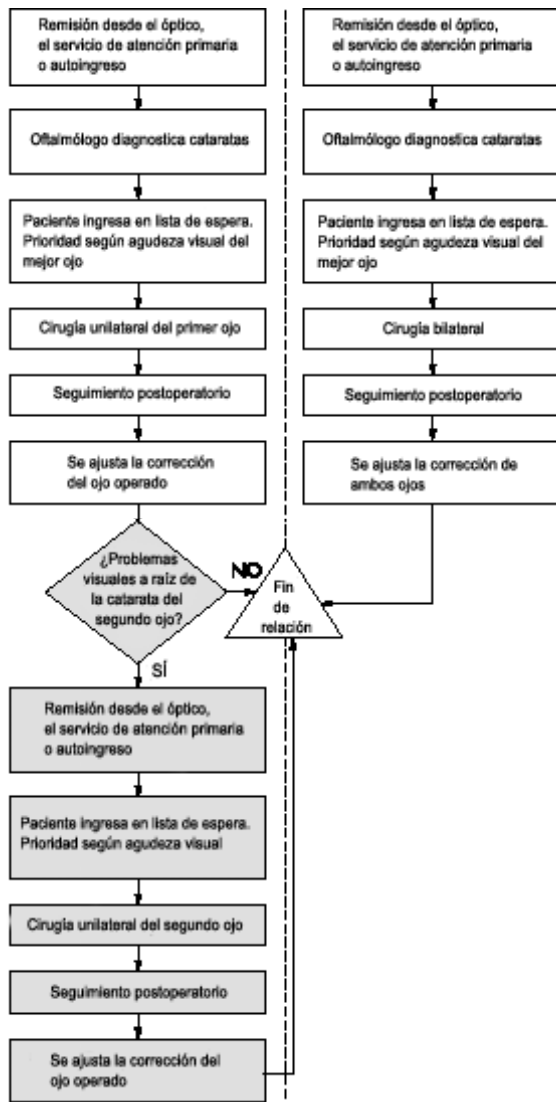 Remisión desde el óptico,
el servicio de atención primaria
o autoingreso
Oftalmólogo diagnostica cataratas
Paciente ingresa en lista de espera.
Prioridad según agudeza visual del
mejor ojo
Cirugía unilateral del primer ojo
Seguimiento postoperatorio
Se ajusta la corrección
del ojo operado
¿Problemas
visuales a raíz de
la catarata del
segundo ojo?
NO
SÍ
Remisión desde el óptico,
el servicio de atención primaria
o autoingreso
Paciente ingresa en lista de espera.
Prioridad según agudeza visual
Cirugía unilateral del segundo ojo
Seguimiento postoperatorio
Se ajusta la corrección del
ojo operado
Remisión desde el óptico,
el servicio de atención primaria
o autoingreso
Oftalmólogo diagnostica cataratas
Paciente ingresa en lista de espera.
Prioridad según agudeza visual del
mejor ojo
Cirugía bilateral
Seguimiento postoperatorio
Se ajusta la corrección de
ambos ojos
Fin
de
relación